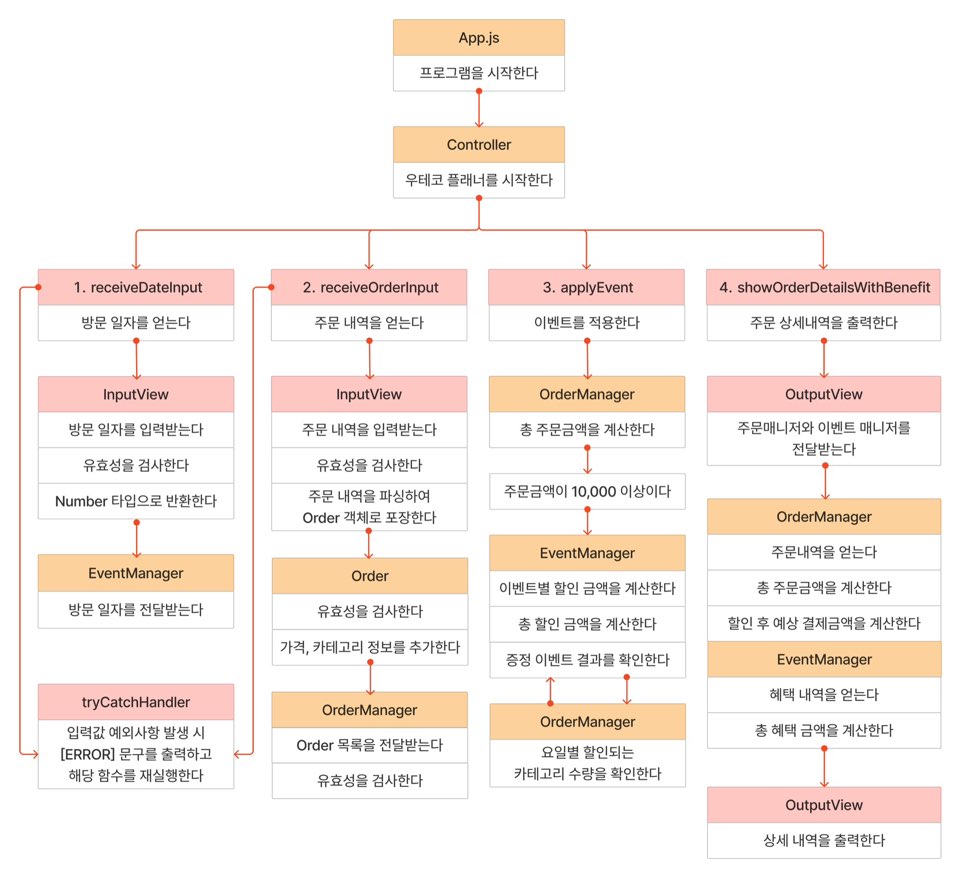 App.js
프로그램을 시작한다
Controller
우테코 플래너를 시작한다
1. receiveDateInput
방문 일자를 얻는다
InputView
방문 일자를 입력받는다
유효성을 검사한다
Number 타입으로 반환한다
EventManager
방문 일자를 전달받는다
tryCatchHandler
입력값 예외사항 발생 시
[ERROR] 문구를 출력하고
해당 함수를 재실행한다
2. receiveOrderInput
주문 내역을 얻는다
InputView
주문 내역을 입력받는다
유효성을 검사한다
주문 내역을 파싱하여
Order 객체로 포장한다
Order
유효성을 검사한다
가격, 카테고리 정보를 추가한다
OrderManager
Order 목록을 전달받는다
유효성을 검사한다
3. applyEvent
이벤트를 적용한다
OrderManager
총 주문금액을 계산한다
주문금액이 10,000 이상이다
EventManager
이벤트별 할인 금액을 계산한다
총 할인 금액을 계산한다
증정 이벤트 결과를 확인한다
OrderManager
요일별 할인되는
카테고리 수량을 확인한다
4. showOrderDetailsWithBenefit
주문 상세내역을 출력한다
OutputView
주문매니저와 이벤트 매니저를
전달받는다
OrderManager
주문내역을 얻는다
총 주문금액을 계산한다
할인 후 예상 결제금액을 계산한다
EventManager
혜택 내역을 얻는다
총 혜택 금액을 계산한다
OutputView
상세 내역을 출력한다